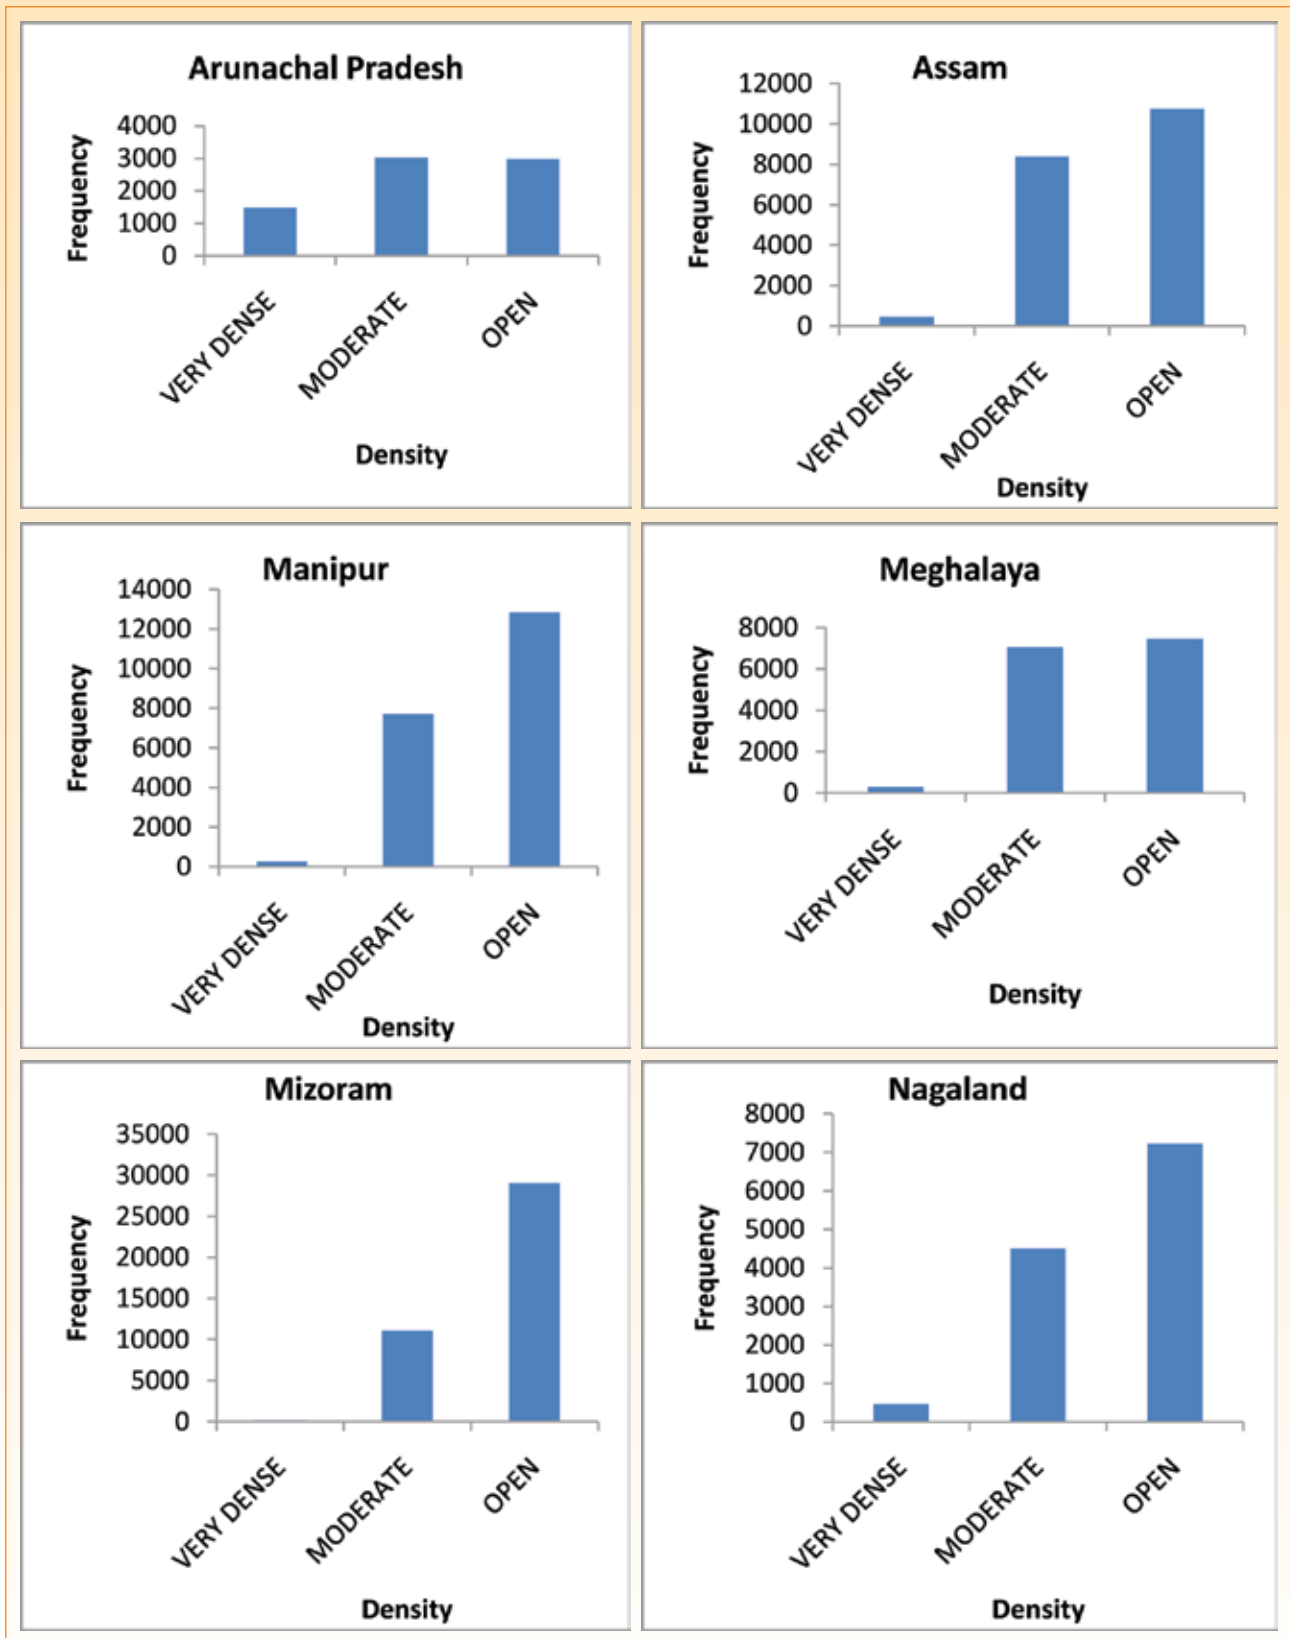 Arunachal Pradesh
Frequency
4000
3000
2000
1000
0
VERY DENSE
MODERATE
OPEN
Density
Assam
Frequency
12000
10000
8000
6000
4000
2000
0
VERY DENSE
MODERATE
OPEN
Density
Manipur
Frequency
14000
12000
10000
8000
6000
4000
2000
0
VERY DENSE
MODERATE
OPEN
Density
Meghalaya
Frequency
8000
6000
4000
2000
0
VERY DENSE
MODERATE
OPEN
Density
Mizoram
Frequency
35000
30000
25000
20000
15000
10000
5000
0
VERY DENSE
MODERATE
OPEN
Density
Nagaland
Frequency
8000
7000
6000
5000
4000
3000
2000
1000
0
VERY DENSE
MODERATE
OPEN
Density